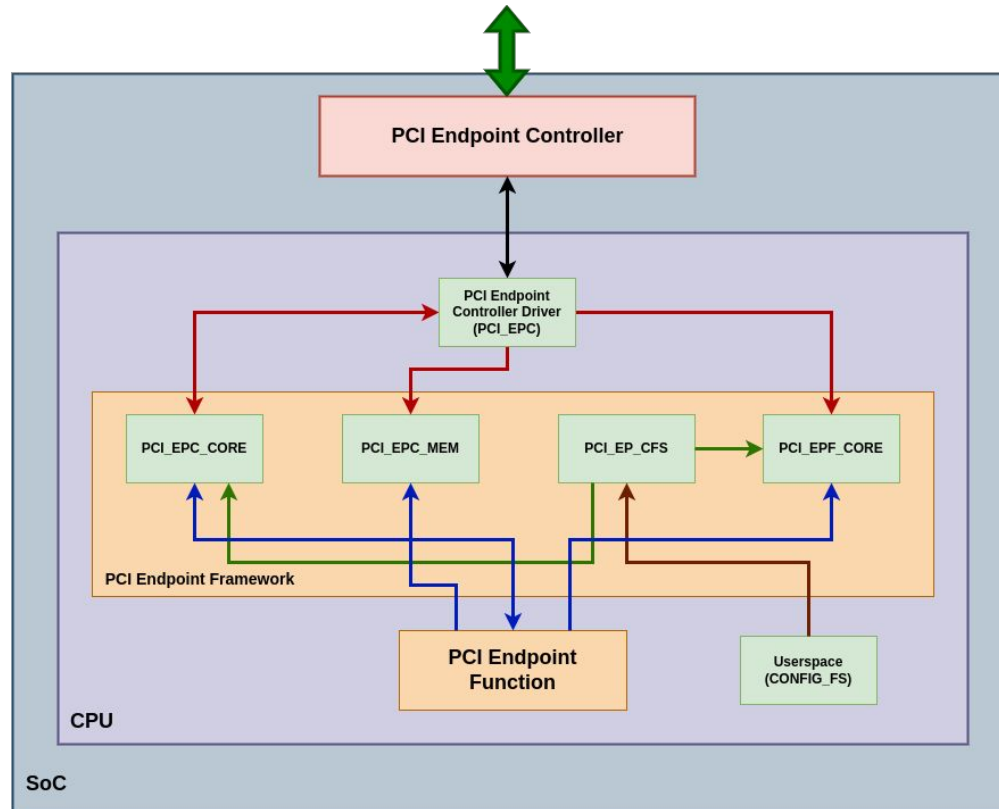 PCI Endpoint Controller
PCI Endpoint
Controller Driver
(PCI_EPC)
PCI_EPC_CORE
PCI_EPC_MEM
PCI_EP_CFS
PCI_EPF_CORE
PCI Endpoint Framework
PCI Endpoint
Function
Userspace
(CONFIG_FS)
CPU
SoC